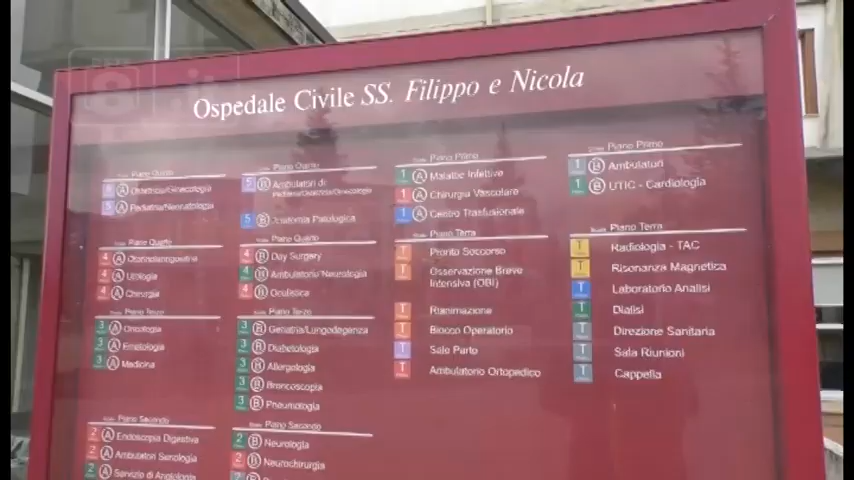 Ospedale Civile SS. Filippo e Nicola
Piano Quinto
5 A Ostetricia/Ginecologia
5 A Pediatria/Neonatologia
Piano Quarto
4 A Otorinolaringoiatria
4 A Urologia
4 A Chirurgia
Piano Terzo
3 A Oncologia
3 A Ematologia
3 A Medicina
Piano Secondo
2 A Endoscopia Digestiva
2 A Ambulatori Senologia
2 A Servizio di Angiologia
Piano Quinto
5 B Ambulatori di
Pediatria/Ostetricia/Ginecologia
5 B Anatomia Patologica
Piano Quarto
4 B Day Surgery
4 B Ambulatorio Neurologia
4 B Oculistica
Piano Terzo
3 B Geriatria/Lungodegenza
3 B Diabetologia
3 B Allergologia
3 B Broncoscopia
3 B Pneumologia
Piano Secondo
2 B Neurologia
2 B Neurochirurgia
Piano Primo
1 A Malattie Infettive
1 A Chirurgia Vascolare
1 A Centro Trasfusionale
Piano Terra
T Pronto Soccorso
T Osservazione Breve
Intensiva (OBI)
T Rianimazione
T Blocco Operatorio
T Sale Parto
T Ambulatorio Ortopedico
Piano Primo
1 B Ambulatori
1 B UTIC - Cardiologia
Scala Piano Terra
T Radiologia - TAC
T Risonanza Magnetica
T Laboratorio Analisi
T Dialisi
T Direzione Sanitaria
T Sala Riunioni
T Cappella